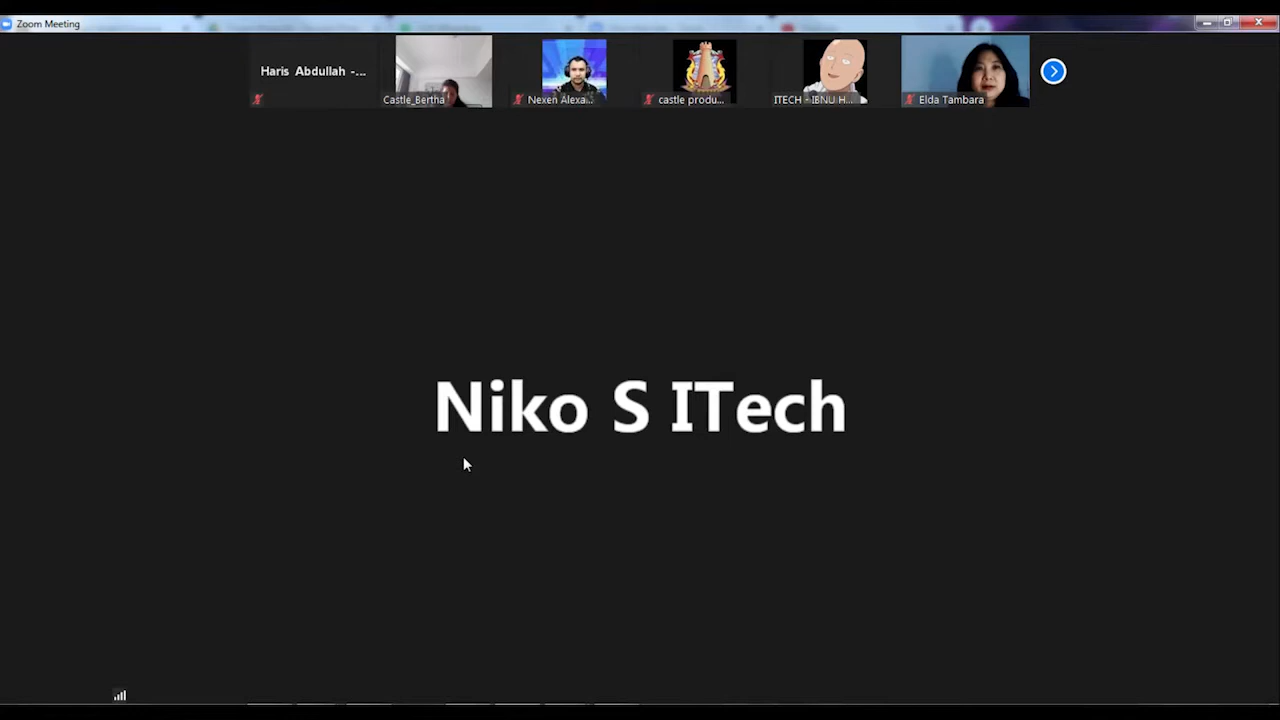 Zoom Meeting
Haris Abdullah -...
Castle_Bertha
Nexen Alexa...
castle produ...
ITECH - IBNU H...
Elda Tambara
Niko S ITech